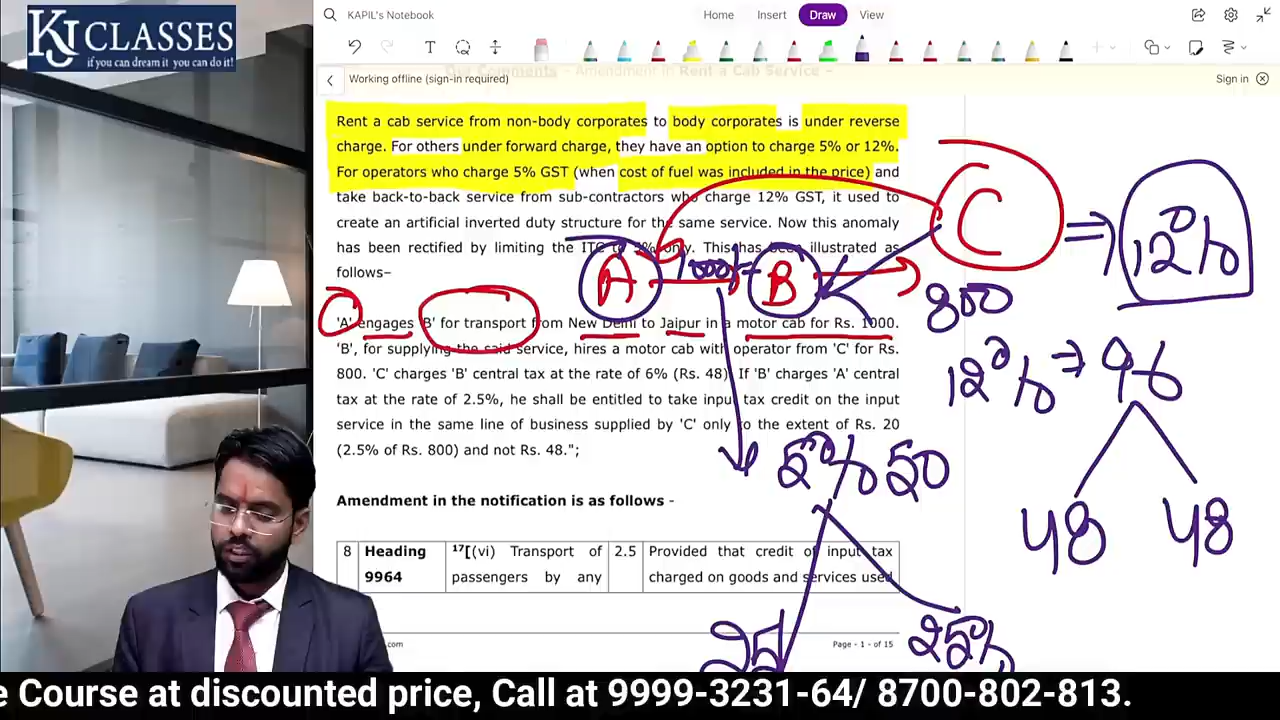 KJ CLASSES
if you can dream it you can do it!
KAPIL's Notebook
Home Insert Draw View
Working offline (sign-in required)
Sign in
Our Comments – Amendment in Rent a Cab Service –
Rent a cab service from non-body corporates to body corporates is under reverse
charge. For others under forward charge, they have an option to charge 5% or 12%.
For operators who charge 5% GST (when cost of fuel was included in the price) and
take back-to-back service from sub-contractors who charge 12% GST, it used to
create an artificial inverted duty structure for the same service. Now this anomaly
has been rectified by limiting the ITC to 5% only. This has been illustrated as
follows–
A 1000/- B
C
12%
800
'A' engages 'B' for transport from New Delhi to Jaipur in a motor cab for Rs. 1000.
'B', for supplying the said service, hires a motor cab with operator from 'C' for Rs.
800. 'C' charges 'B' central tax at the rate of 6% (Rs. 48). If 'B' charges 'A' central
tax at the rate of 2.5%, he shall be entitled to take input tax credit on the input
service in the same line of business supplied by 'C' only to the extent of Rs. 20
(2.5% of Rs. 800) and not Rs. 48.";
12% ⇒ 96
48 48
5% 50
25 25%
Amendment in the notification is as follows -
8 Heading 17[(vi) Transport of 2.5 Provided that credit of input tax
9964 passengers by any charged on goods and services used
.com Page - 1 - of 15
e Course at discounted price, Call at 9999-3231-64/ 8700-802-813.